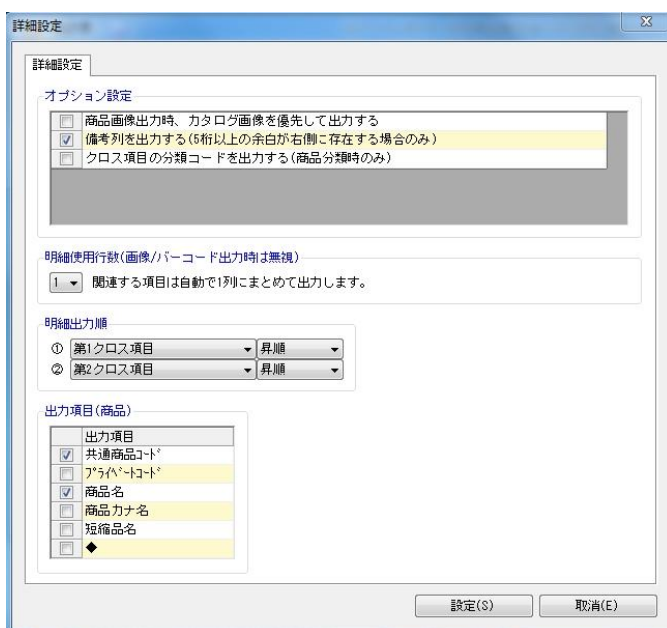 詳細設定
詳細設定
オプション設定
商品画像出力時、カタログ画像を優先して出力する
備考列を出力する(5桁以上の余白が右側に存在する場合のみ)
クロス項目の分類コードを出力する(商品分類時のみ)
明細使用行数(画像/バーコード出力時は無視)
1 関連する項目は自動で1列にまとめて出力します。
明細出力順
① 第1クロス項目 昇順
② 第2クロス項目 昇順
出力項目(商品)
出力項目
共通商品ｺｰﾄﾞ
ﾌﾟﾗｲﾍﾞｰﾄｺｰﾄﾞ
商品名
商品カナ名
短縮品名
◆
設定(S) 取消(E)